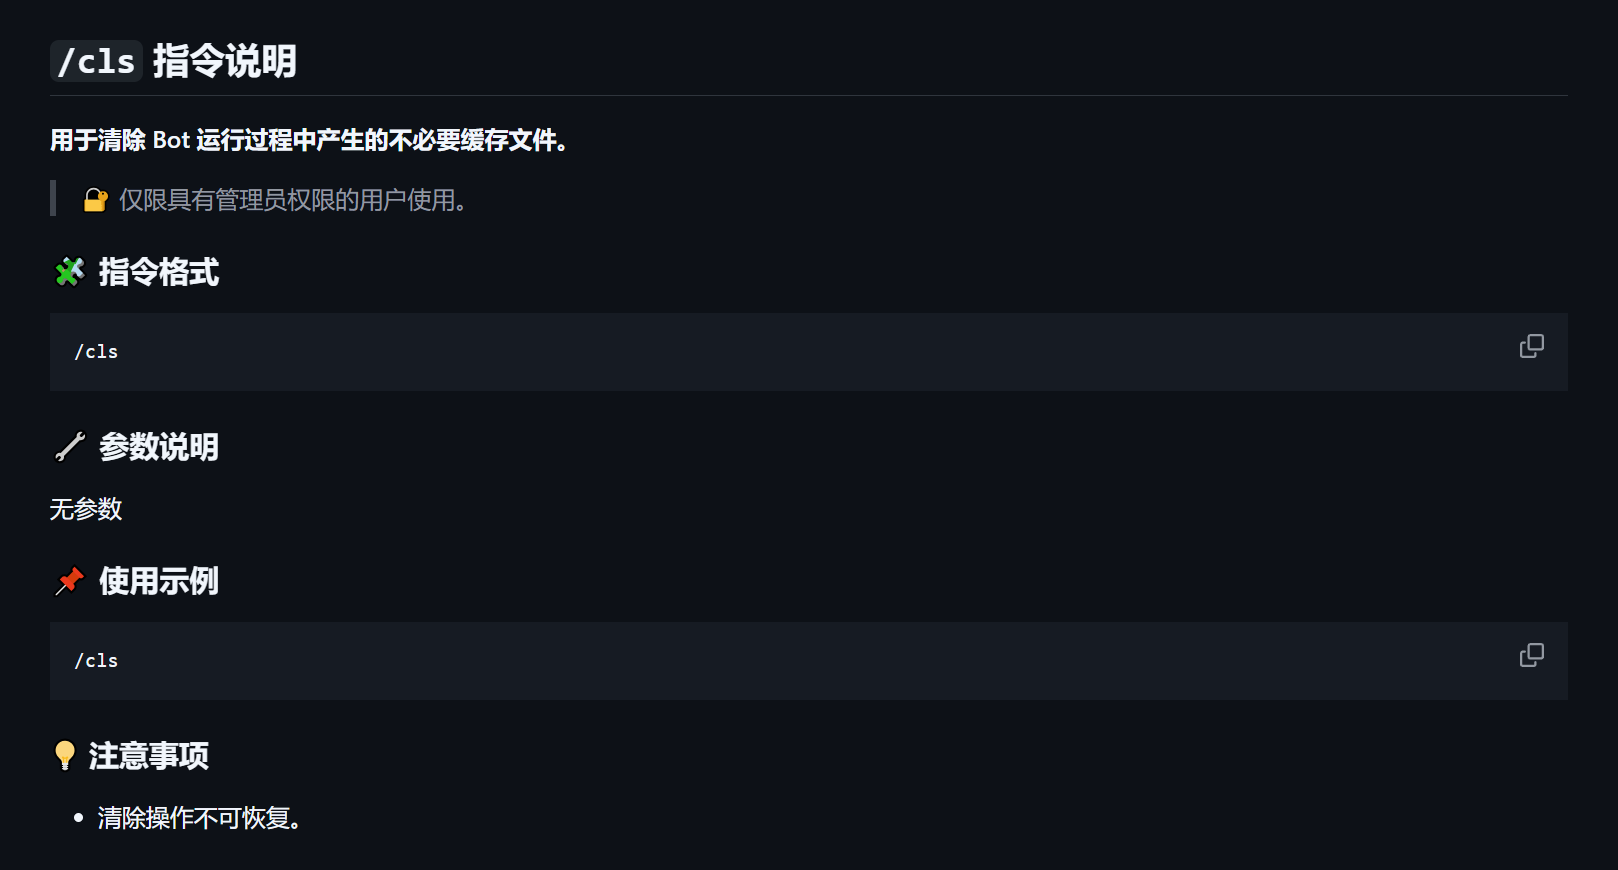 /cls 指令说明
用于清除 Bot 运行过程中产生的不必要缓存文件。
🔐 仅限具有管理员权限的用户使用。
🧩 指令格式
/cls
🔧 参数说明
无参数
📌 使用示例
/cls
💡 注意事项
• 清除操作不可恢复。